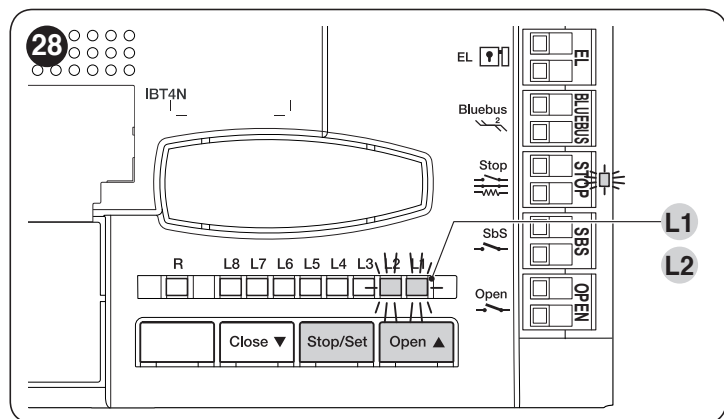 28
IBT4N
EL
EL
Bluebus
2
BLUEBUS
Stop
STOP
SbS
SBS
Open
OPEN
L1
L2
R L8 L7 L6 L5 L4 L3 L2 L1
Close ▼ Stop/Set Open ▲